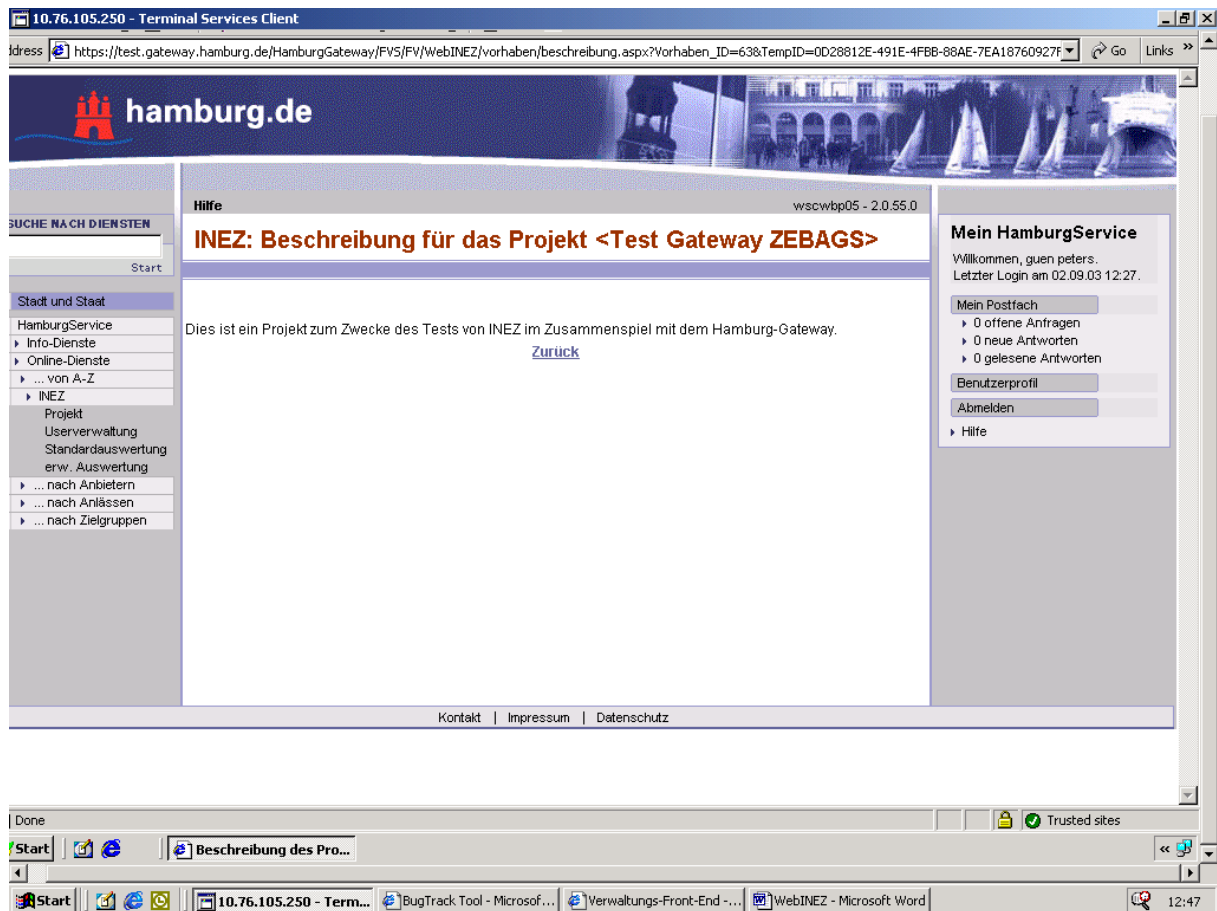 10.76.105.250 - Terminal Services Client
ddress https://test.gateway.hamburg.de/HamburgGateway/FVS/FV/WebINEZ/vorhaben/beschreibung.aspx?Vorhaben_ID=63&TempID=0D28812E-491E-4FBB-88AE-7EA18760927F Go Links »
hamburg.de
Hilfe wscwbp05 - 2.0.55.0
SUCHE NACH DIENSTEN
Start
INEZ: Beschreibung für das Projekt <Test Gateway ZEBAGS>
Stadt und Staat
HamburgService
Info-Dienste
Online-Dienste
... von A-Z
INEZ
Projekt
Userverwaltung
Standardauswertung
erw. Auswertung
... nach Anbietern
... nach Anlässen
... nach Zielgruppen
Dies ist ein Projekt zum Zwecke des Tests von INEZ im Zusammenspiel mit dem Hamburg-Gateway.
Zurück
Mein HamburgService
Willkommen, guen peters.
Letzter Login am 02.09.03 12:27.
Mein Postfach
0 offene Anfragen
0 neue Antworten
0 gelesene Antworten
Benutzerprofil
Abmelden
Hilfe
Kontakt | Impressum | Datenschutz
Done Trusted sites
Start Beschreibung des Pro... «
Start 10.76.105.250 - Term... BugTrack Tool - Microsof... Verwaltungs-Front-End -... WebINEZ - Microsoft Word 12:47